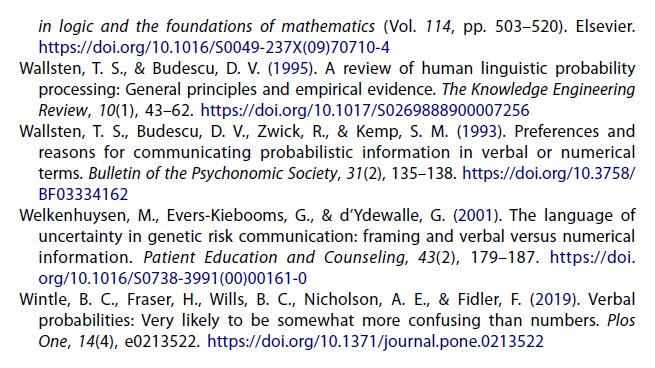 in logic and the foundations of mathematics (Vol. 114, pp. 503–520). Elsevier.
https://doi.org/10.1016/S0049-237X(09)70710-4
Wallsten, T. S., & Budescu, D. V. (1995). A review of human linguistic probability
processing: General principles and empirical evidence. The Knowledge Engineering
Review, 10(1), 43–62. https://doi.org/10.1017/S0269888900007256
Wallsten, T. S., Budescu, D. V., Zwick, R., & Kemp, S. M. (1993). Preferences and
reasons for communicating probabilistic information in verbal or numerical
terms. Bulletin of the Psychonomic Society, 31(2), 135–138. https://doi.org/10.3758/
BF03334162
Welkenhuysen, M., Evers-Kiebooms, G., & d'Ydewalle, G. (2001). The language of
uncertainty in genetic risk communication: framing and verbal versus numerical
information. Patient Education and Counseling, 43(2), 179–187. https://doi.
org/10.1016/S0738-3991(00)00161-0
Wintle, B. C., Fraser, H., Wills, B. C., Nicholson, A. E., & Fidler, F. (2019). Verbal
probabilities: Very likely to be somewhat more confusing than numbers. Plos
One, 14(4), e0213522. https://doi.org/10.1371/journal.pone.0213522